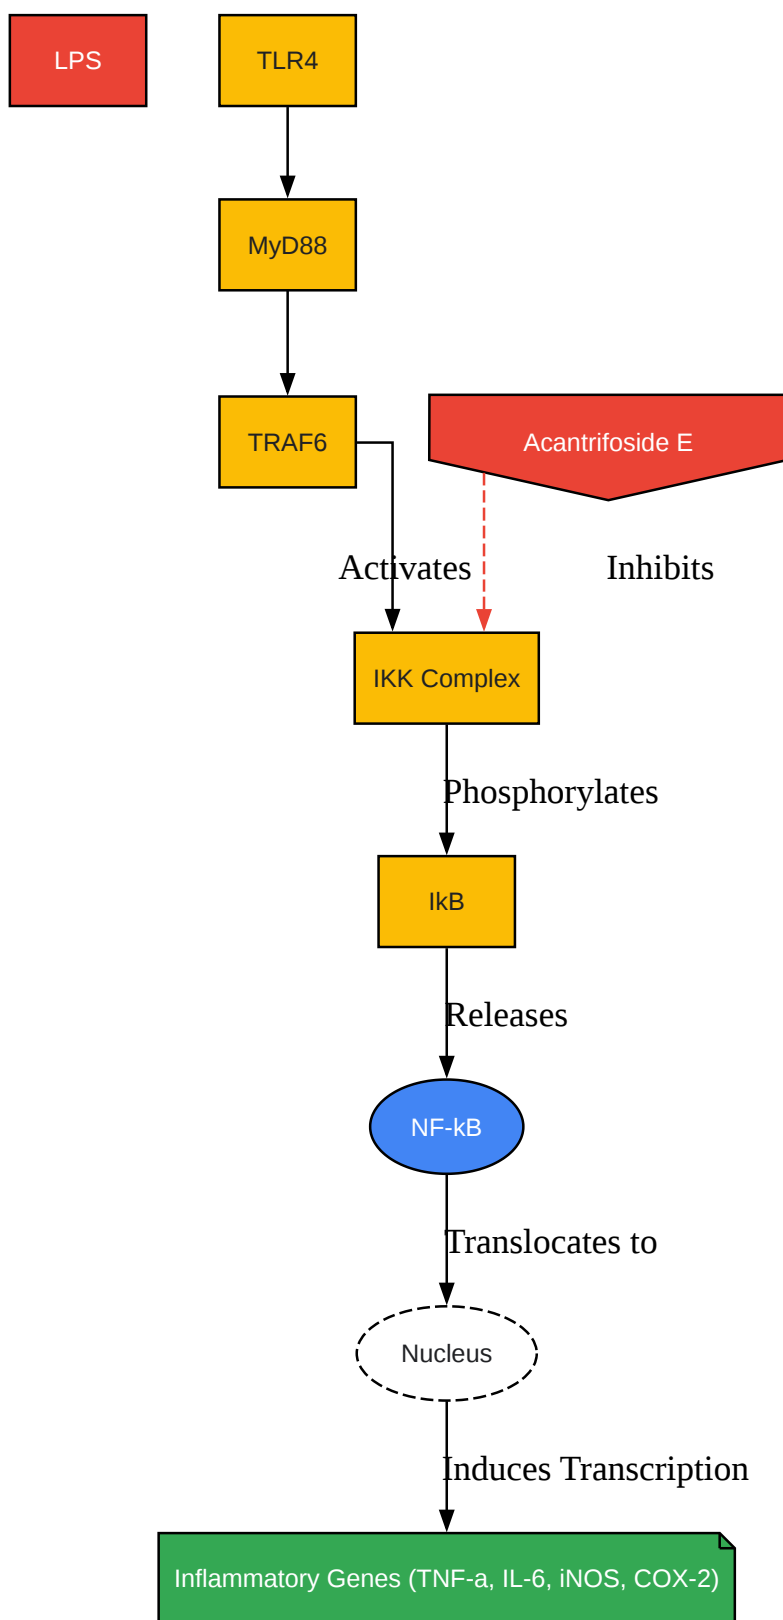 LPS
TLR4
MyD88
TRAF6
Acantrifoside E
Activates
Inhibits
IKK Complex
Phosphorylates
IkB
Releases
NF-kB
Translocates to
Nucleus
Induces Transcription
Inflammatory Genes (TNF-a, IL-6, iNOS, COX-2)